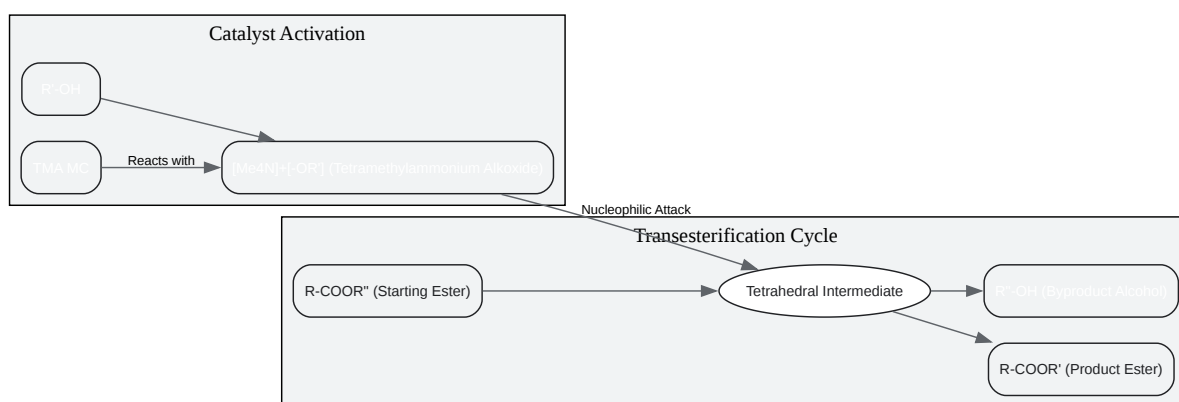 Catalyst Activation
R'-OH
TMA MC
Reacts with
[Me4N]+[-OR'] (Tetramethylammonium Alkoxide)
Nucleophilic Attack
Transesterification Cycle
R-COOR" (Starting Ester)
Tetrahedral Intermediate
R"-OH (Byproduct Alcohol)
R-COOR' (Product Ester)